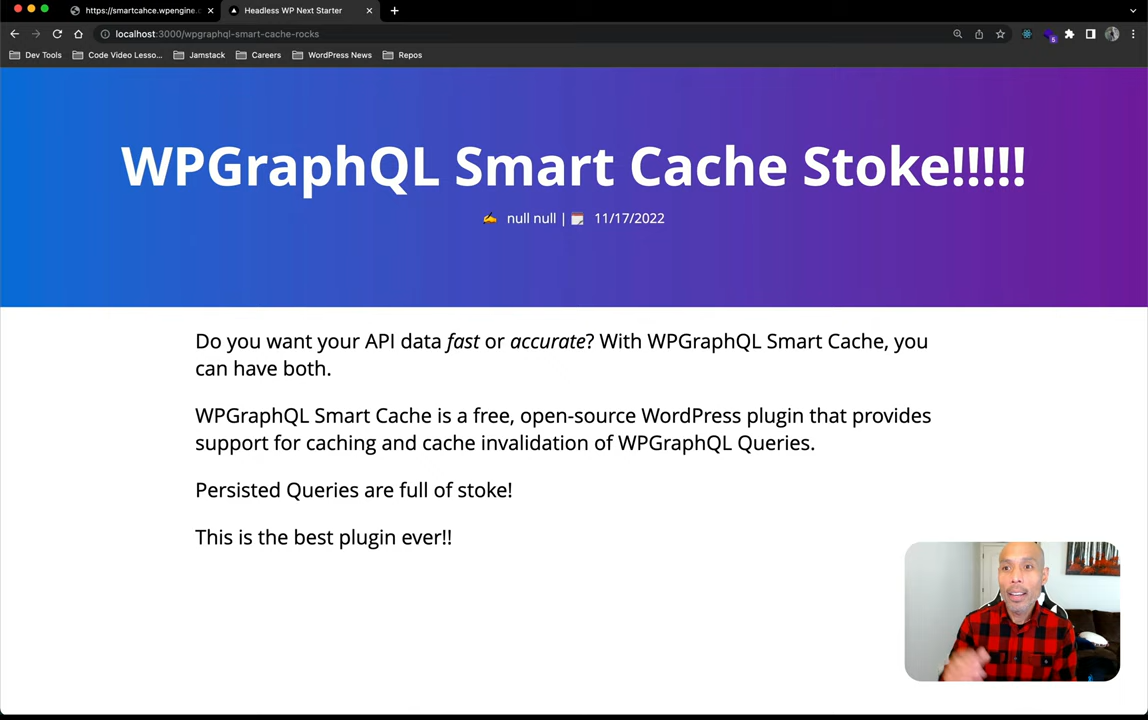 https://smartcahce.wpengine.c
Headless WP Next Starter
localhost:3000/wpgraphql-smart-cache-rocks
5
Dev Tools
Code Video Lesso...
Jamstack
Careers
WordPress News
Repos
WPGraphQL Smart Cache Stoke!!!!!
✍️ null null | 🗓️ 11/17/2022
Do you want your API data fast or accurate? With WPGraphQL Smart Cache, you
can have both.
WPGraphQL Smart Cache is a free, open-source WordPress plugin that provides
support for caching and cache invalidation of WPGraphQL Queries.
Persisted Queries are full of stoke!
This is the best plugin ever!!